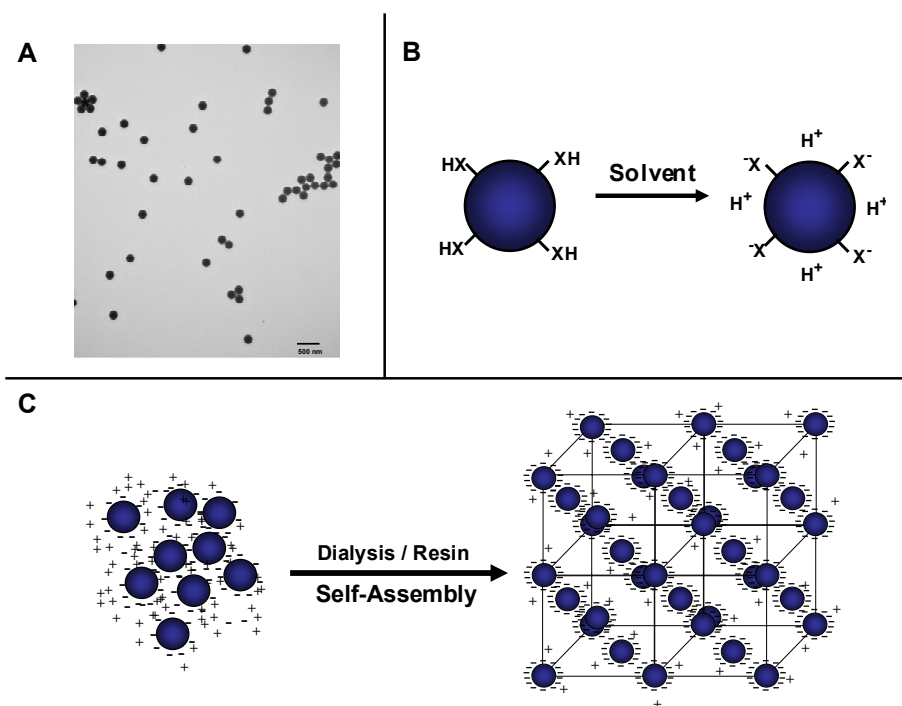 A
B
500 nm
HX
XH
HX
XH
Solvent
H⁺
⁻X
X⁻
H⁺
H⁺
⁻X
X⁻
H⁺
C
Dialysis / Resin
Self-Assembly